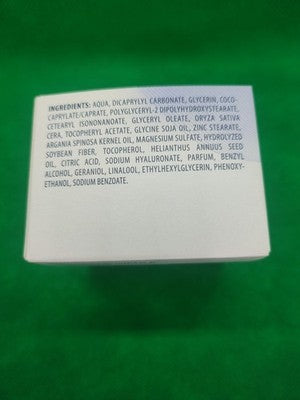 INGREDIENTS: AQUA, DICAPRYLYL CARBONATE, GLYCERIN, COCO-
CAPRYLATE/CAPRATE, POLYGLYCERYL-2 DIPOLYHYDROXYSTEARATE,
CETEARYL ISONONANOATE, GLYCERYL OLEATE, ORYZA SATIVA
CERA, TOCOPHERYL ACETATE, GLYCINE SOJA OIL, ZINC STEARATE,
ARGANIA SPINOSA KERNEL OIL, MAGNESIUM SULFATE, HYDROLYZED
SOYBEAN FIBER, TOCOPHEROL, HELIANTHUS ANNUUS SEED
OIL, CITRIC ACID, SODIUM HYALURONATE, PARFUM, BENZYL
ALCOHOL, GERANIOL, LINALOOL, ETHYLHEXYLGLYCERIN, PHENOXY-
ETHANOL, SODIUM BENZOATE.